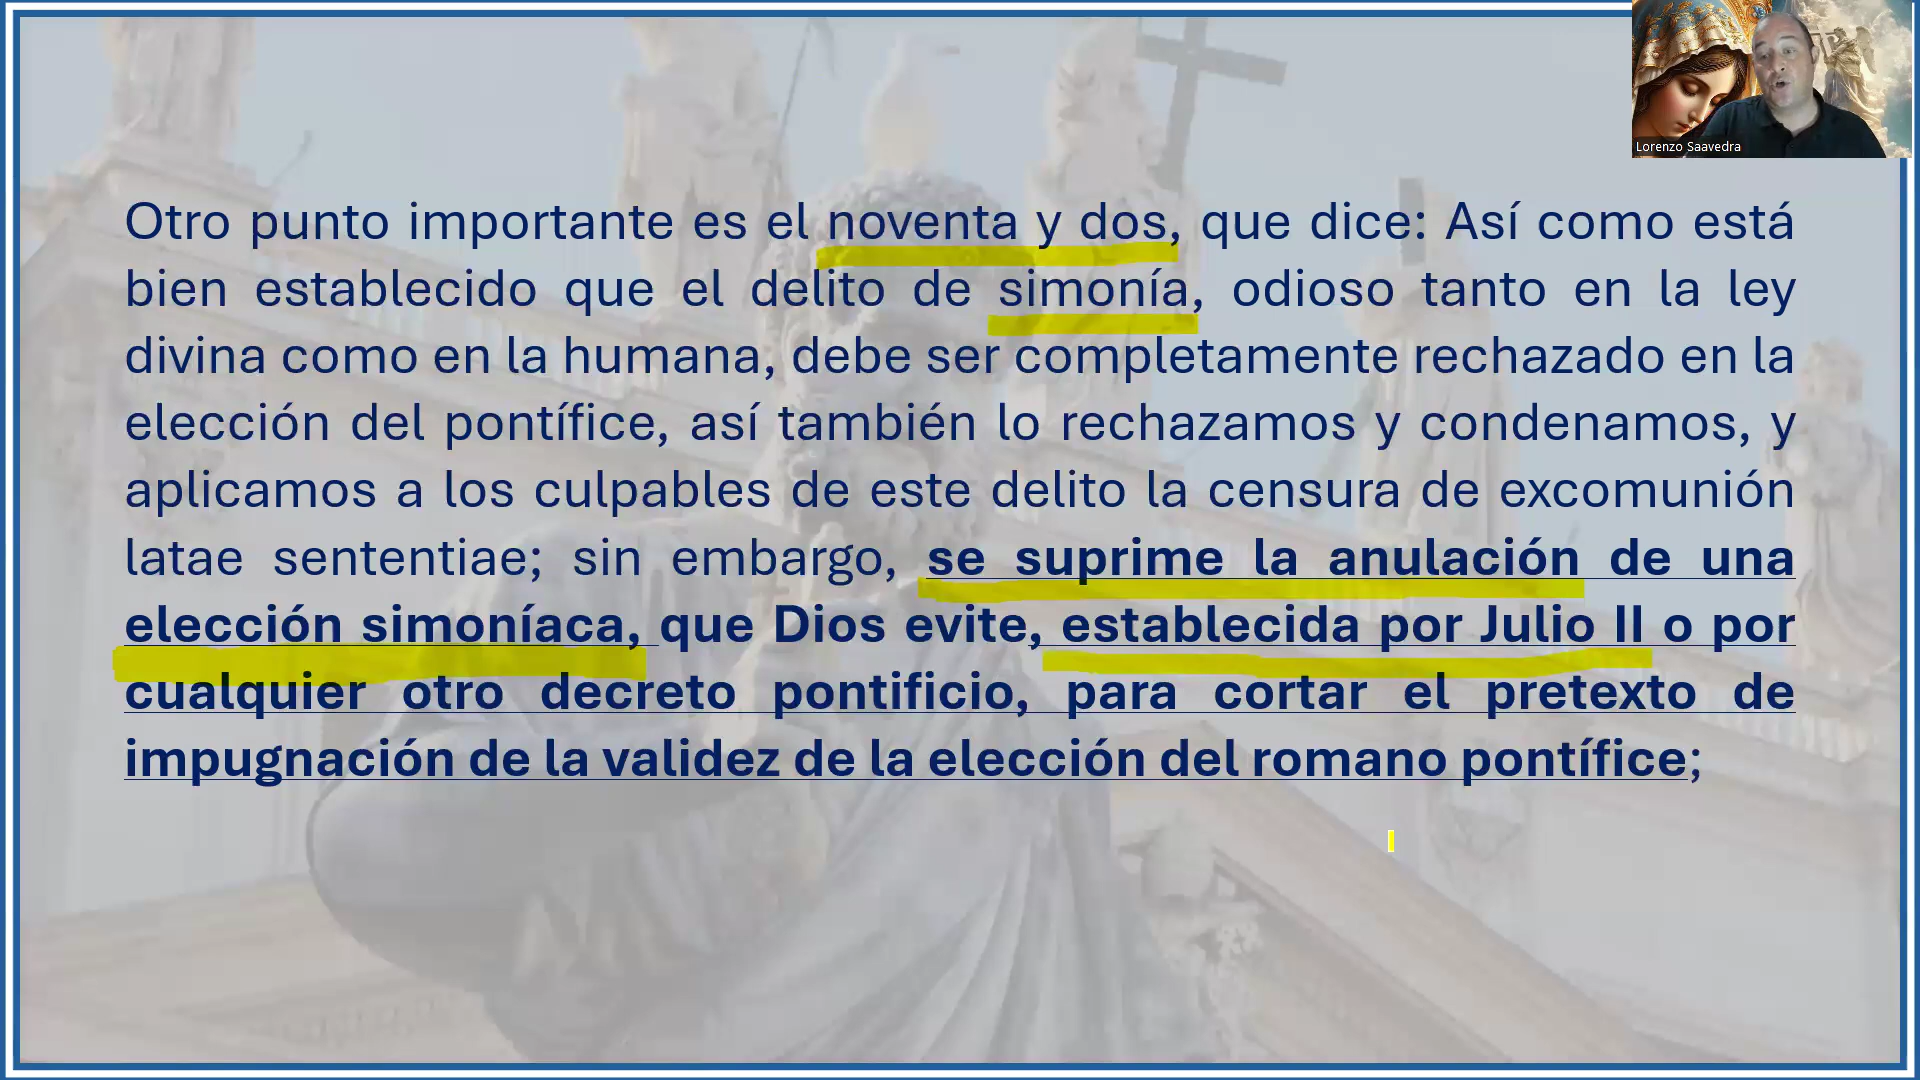 Lorenzo Saavedra
Otro punto importante es el noventa y dos, que dice: Así como está
bien establecido que el delito de simonía, odioso tanto en la ley
divina como en la humana, debe ser completamente rechazado en la
elección del pontífice, así también lo rechazamos y condenamos, y
aplicamos a los culpables de este delito la censura de excomunión
latae sententiae; sin embargo, se suprime la anulación de una
elección simoníaca, que Dios evite, establecida por Julio II o por
cualquier otro decreto pontificio, para cortar el pretexto de
impugnación de la validez de la elección del romano pontífice;